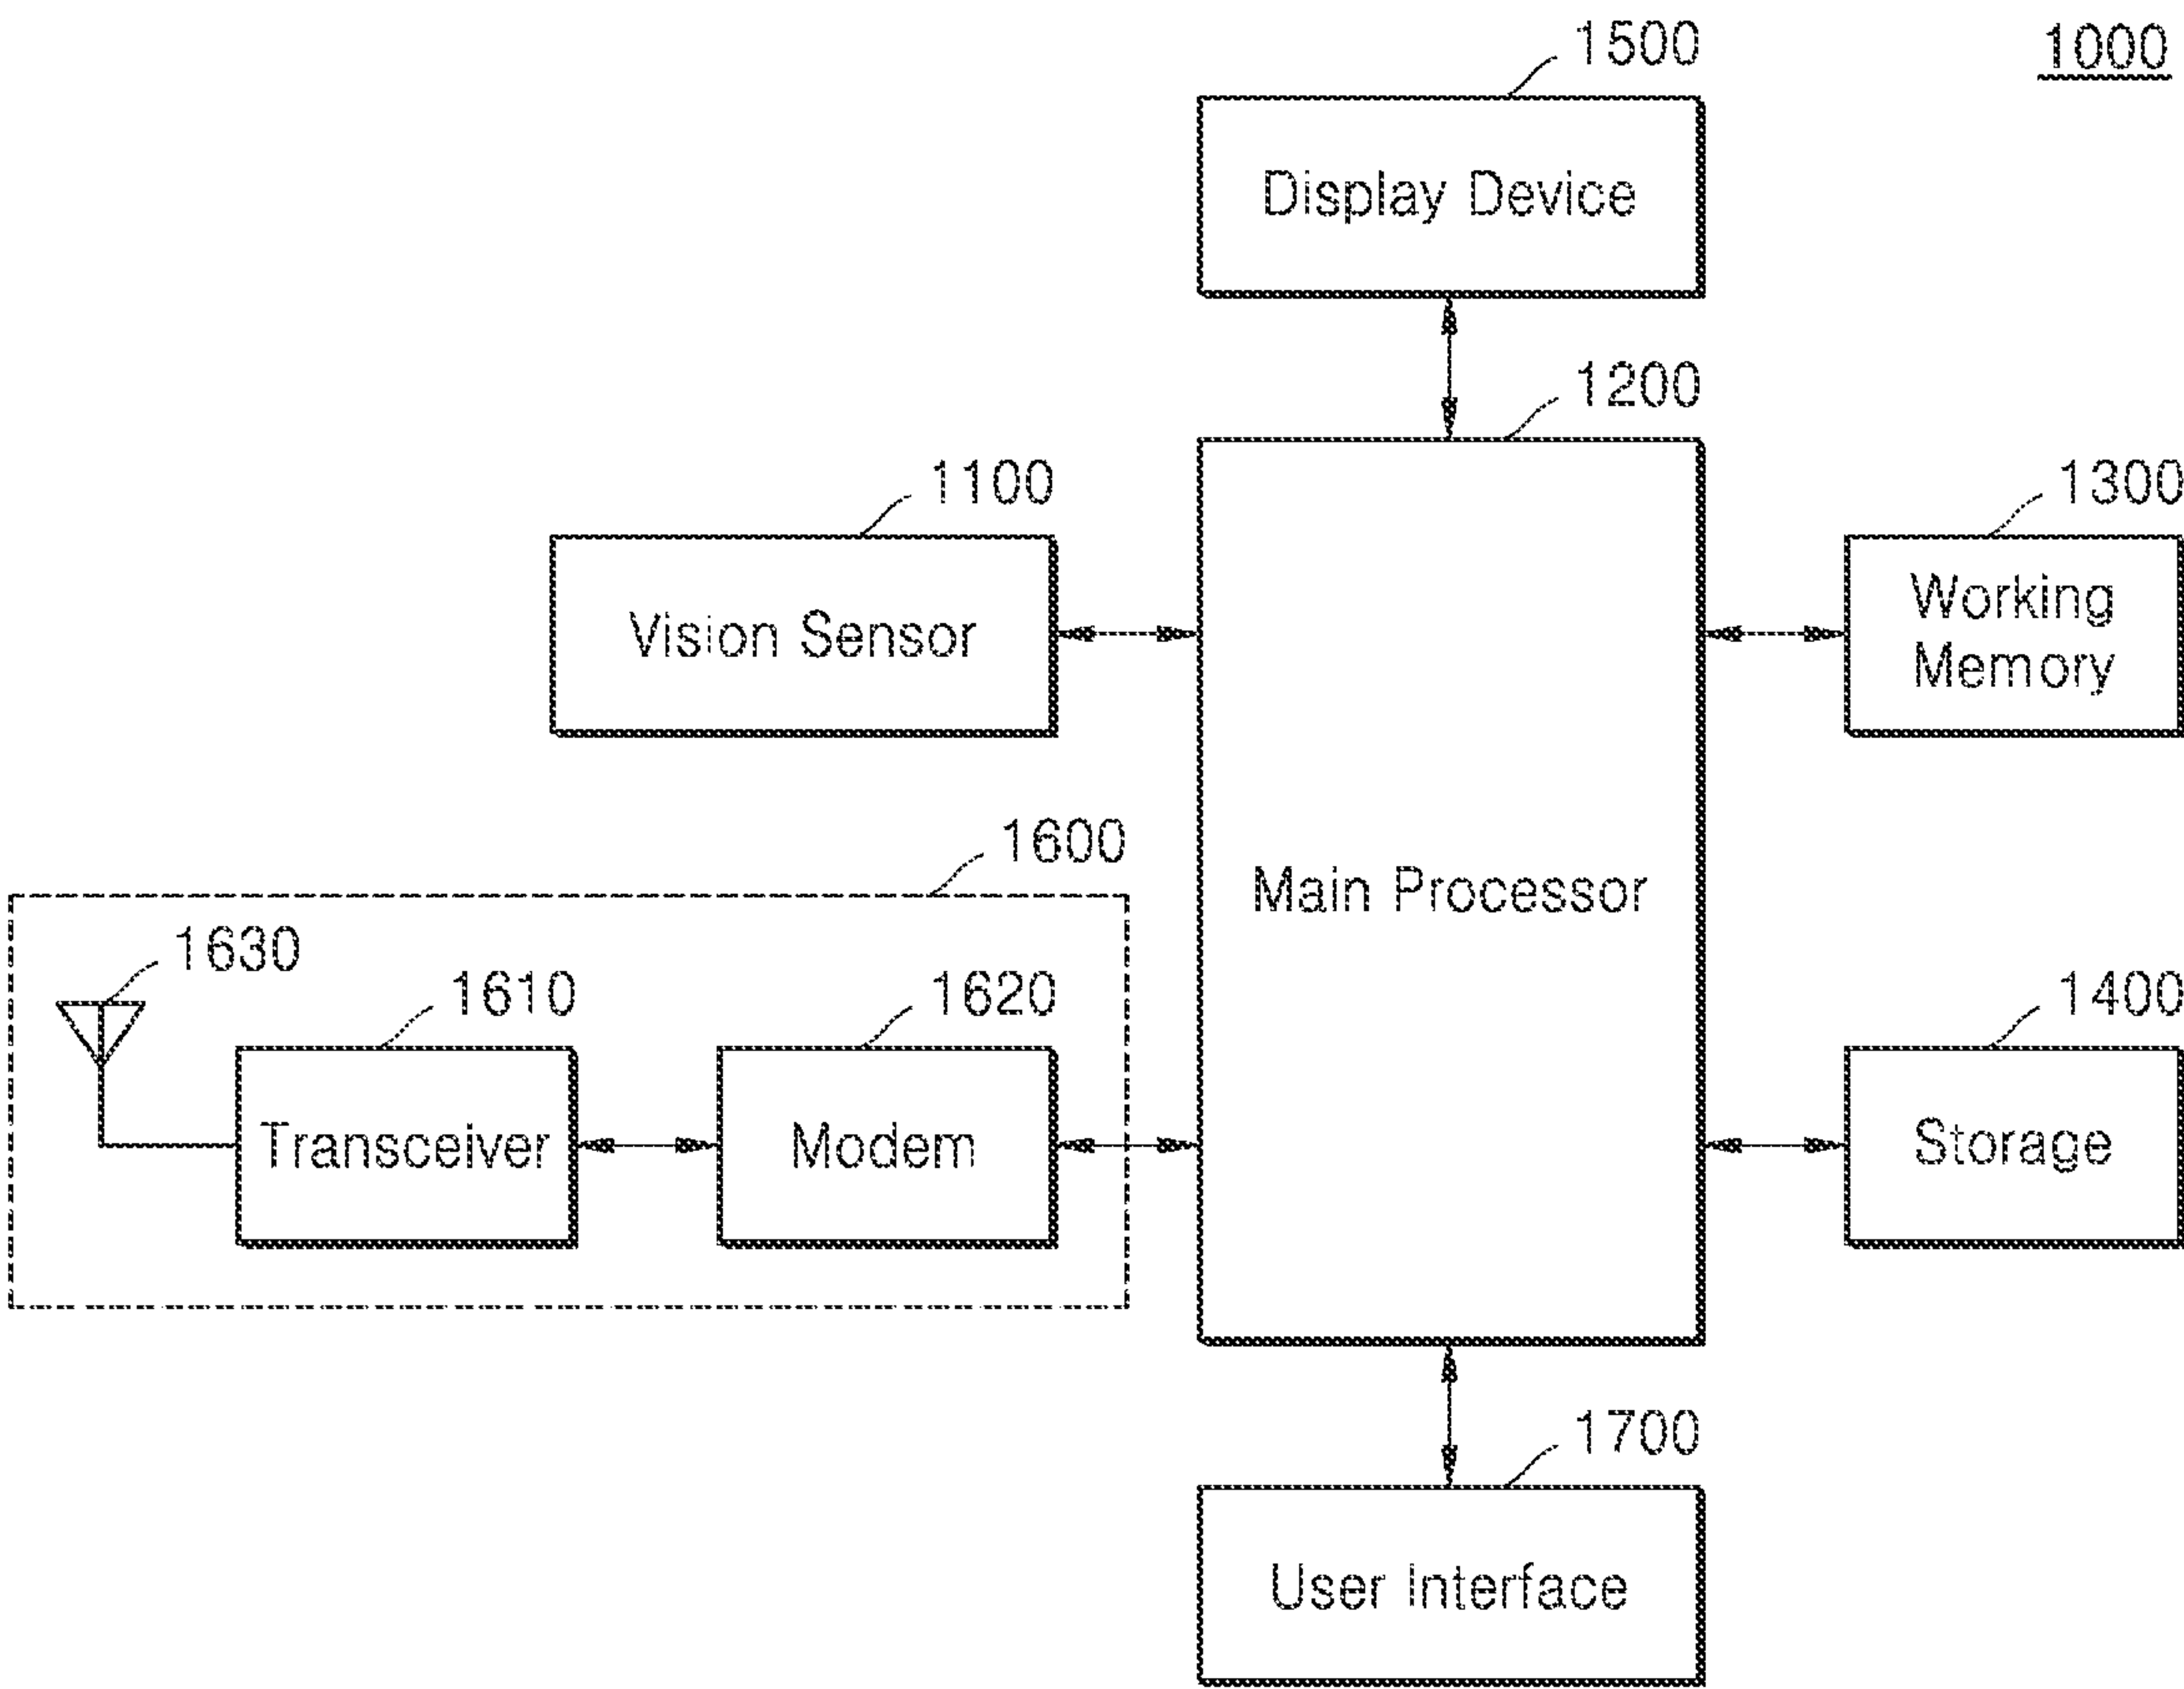 1000
1500
Display Device
1200
1100
Vision Sensor
1300
Working
Memory
1600
Main Processor
1630
1610
1620
1400
Transceiver
Modem
Storage
1700
User Interface